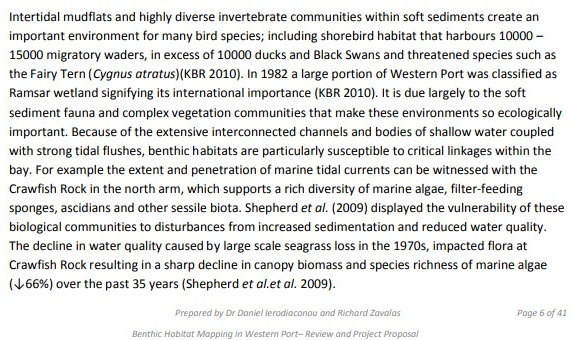 Intertidal mudflats and highly diverse invertebrate communities within soft sediments create an
important environment for many bird species; including shorebird habitat that harbours 10000 –
15000 migratory waders, in excess of 10000 ducks and Black Swans and threatened species such as
the Fairy Tern (Cygnus atratus)(KBR 2010). In 1982 a large portion of Western Port was classified as
Ramsar wetland signifying its international importance (KBR 2010). It is due largely to the soft
sediment fauna and complex vegetation communities that make these environments so ecologically
important. Because of the extensive interconnected channels and bodies of shallow water coupled
with strong tidal flushes, benthic habitats are particularly susceptible to critical linkages within the
bay. For example the extent and penetration of marine tidal currents can be witnessed with the
Crawfish Rock in the north arm, which supports a rich diversity of marine algae, filter-feeding
sponges, ascidians and other sessile biota. Shepherd et al. (2009) displayed the vulnerability of these
biological communities to disturbances from increased sedimentation and reduced water quality.
The decline in water quality caused by large scale seagrass loss in the 1970s, impacted flora at
Crawfish Rock resulting in a sharp decline in canopy biomass and species richness of marine algae
(↓66%) over the past 35 years (Shepherd et al.et al. 2009).
Prepared by Dr Daniel Ierodiaconou and Richard Zavalas Page 6 of 41
Benthic Habitat Mapping in Western Port– Review and Project Proposal